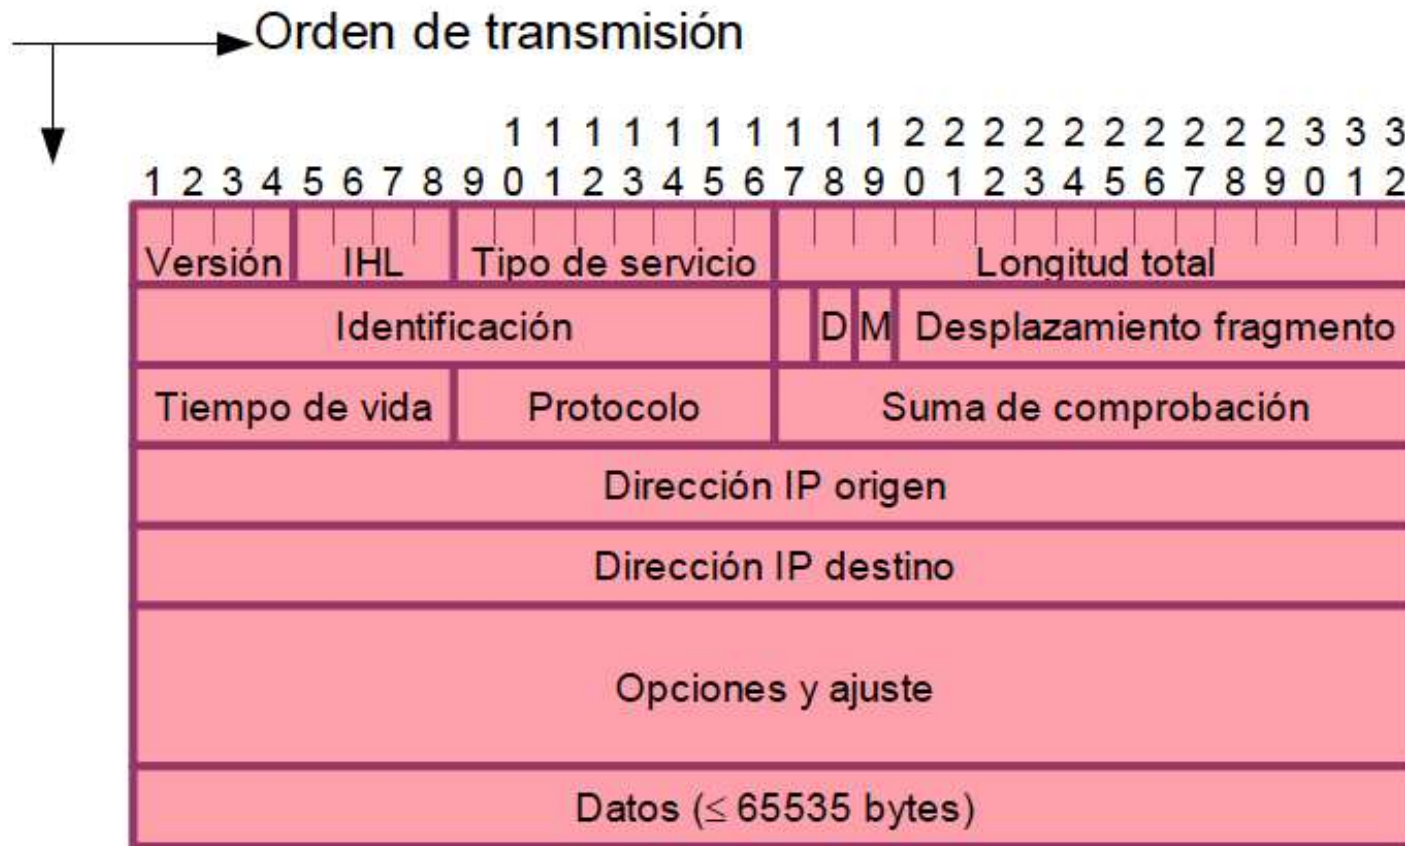 Orden de transmisión
1 1 1 1 1 1 1 1 1 1 2 2 2 2 2 2 2 2 2 2 3 3 3
1 2 3 4 5 6 7 8 9 0 1 2 3 4 5 6 7 8 9 0 1 2 3 4 5 6 7 8 9 0 1 2
Versión IHL Tipo de servicio Longitud total
Identificación D M Desplazamiento fragmento
Tiempo de vida Protocolo Suma de comprobación
Dirección IP origen
Dirección IP destino
Opciones y ajuste
Datos (≤ 65535 bytes)